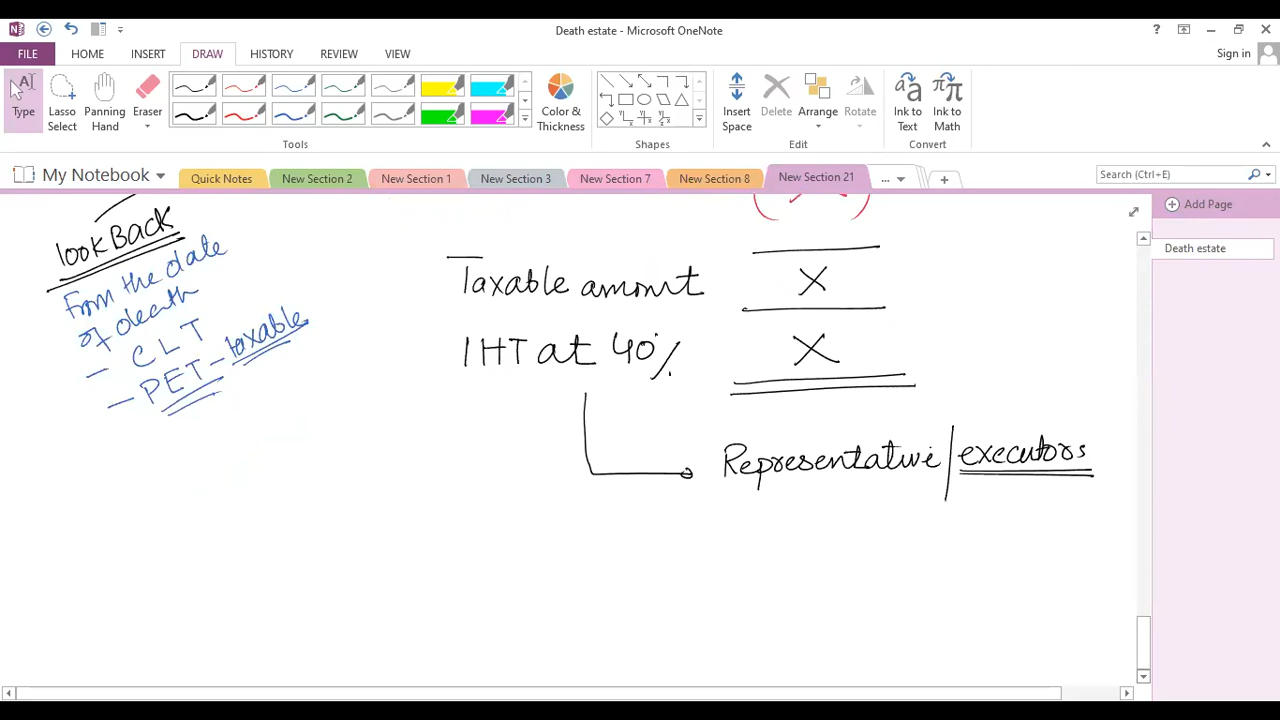 Death estate - Microsoft OneNote
Sign in
FILE HOME INSERT DRAW HISTORY REVIEW VIEW
Type
Lasso Select
Panning Hand
Eraser
Color & Thickness
Insert Space
Delete
Arrange
Rotate
Ink to Text
Ink to Math
Tools
Shapes
Edit
Convert
My Notebook
Quick Notes
New Section 2
New Section 1
New Section 3
New Section 7
New Section 8
New Section 21
...
Search (Ctrl+E)
Add Page
Death estate
look Back
From the date
of death
- CLT
- PET - taxable
Taxable amount X
IHT at 40% X
Representative / executors